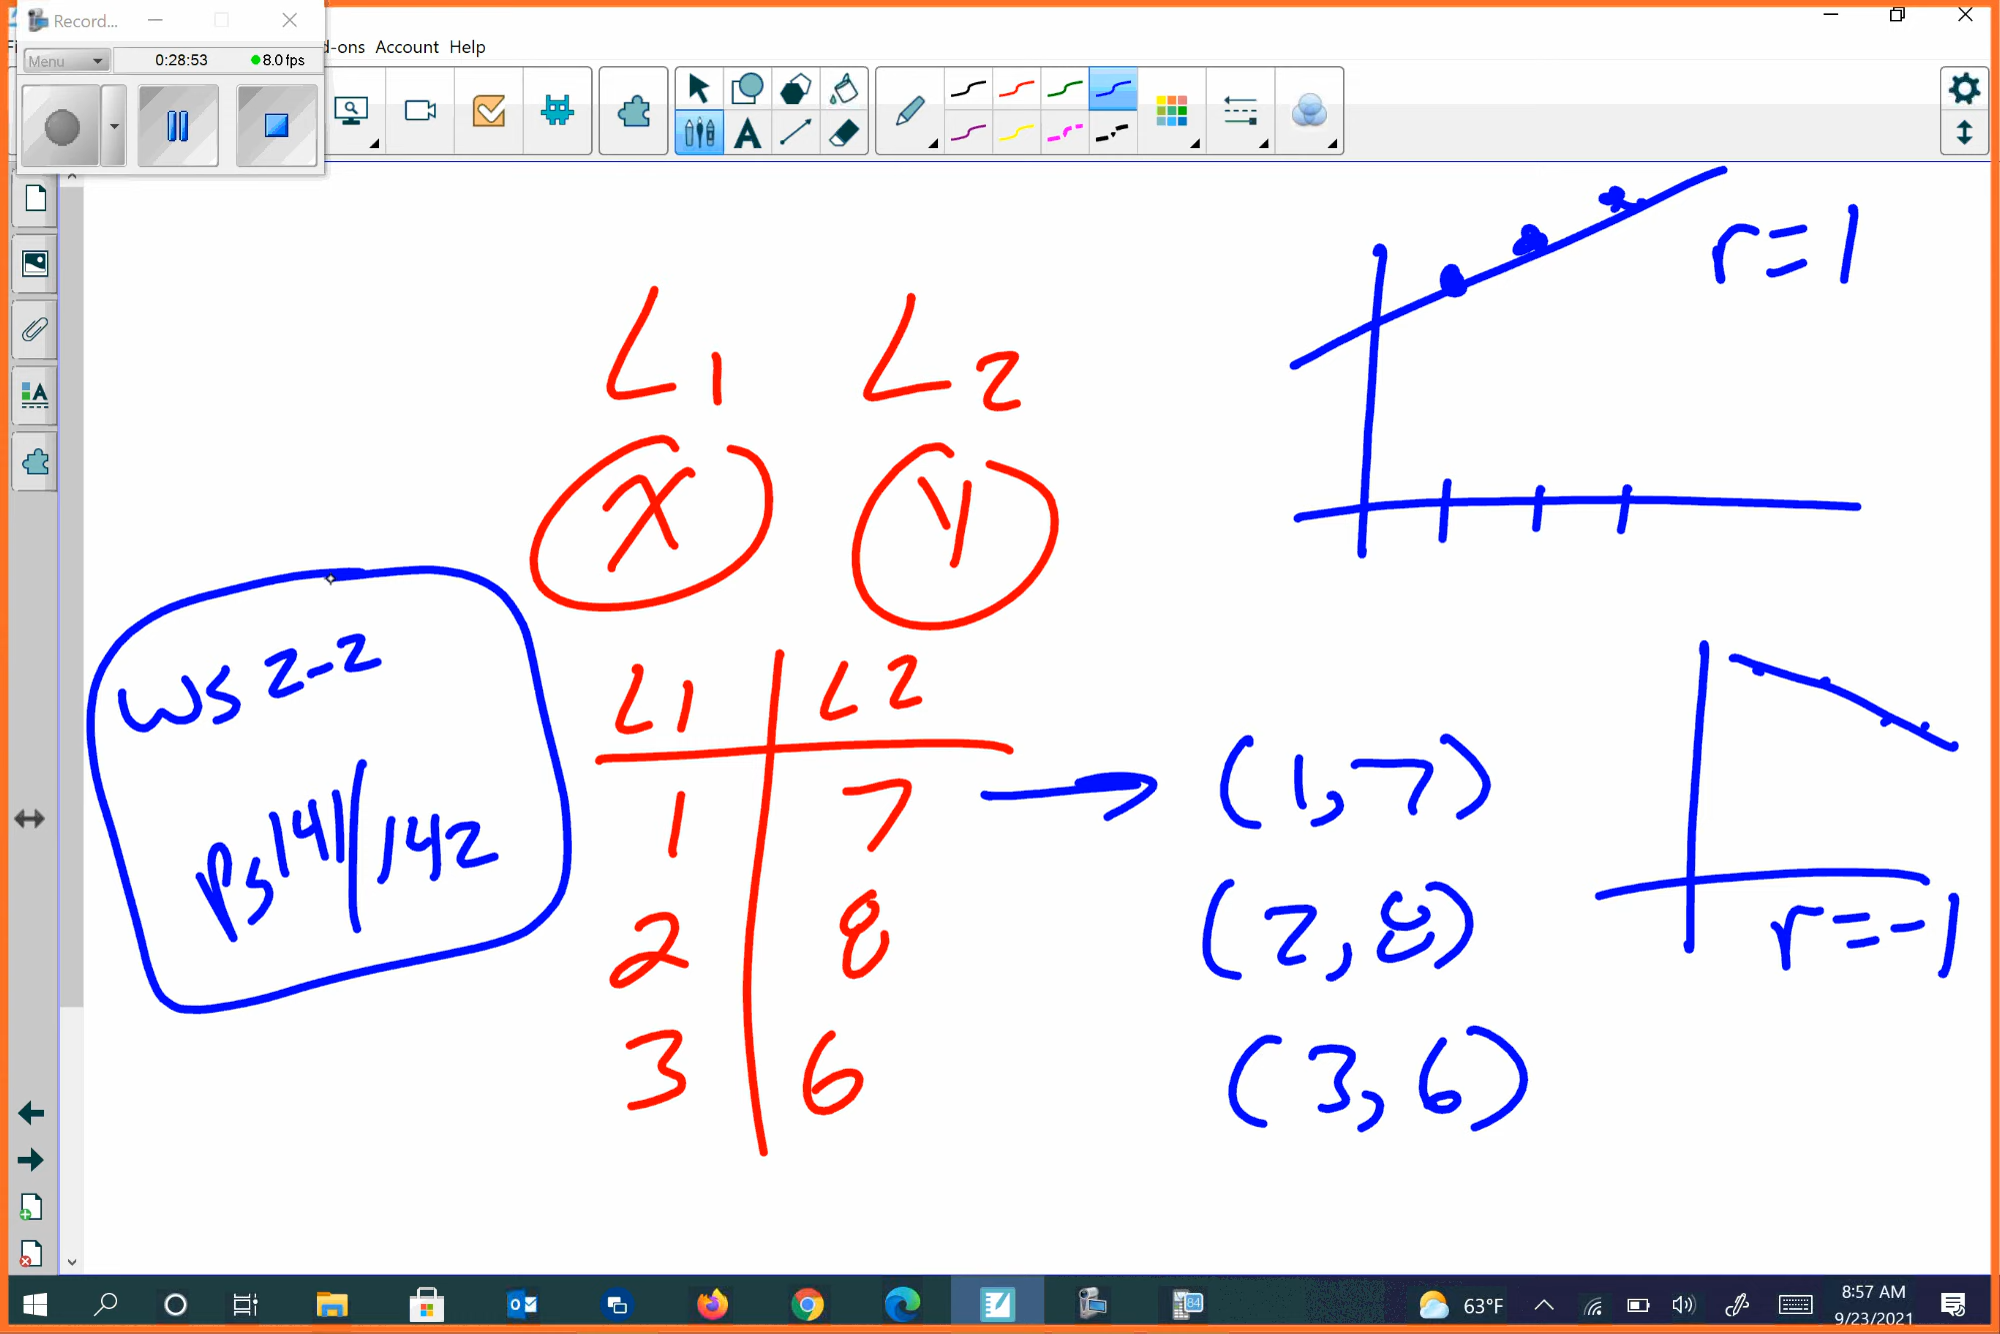 Record...
Menu
0:28:53
8.0 fps
d-ons Account Help
A
A
r=1
L1 L2
X Y
WS 2-2
Pg 141/142
L1 L2
1 7
2 8
3 6
(1,7)
(2,8)
(3,6)
r=-1
84
63°F
8:57 AM
9/23/2021